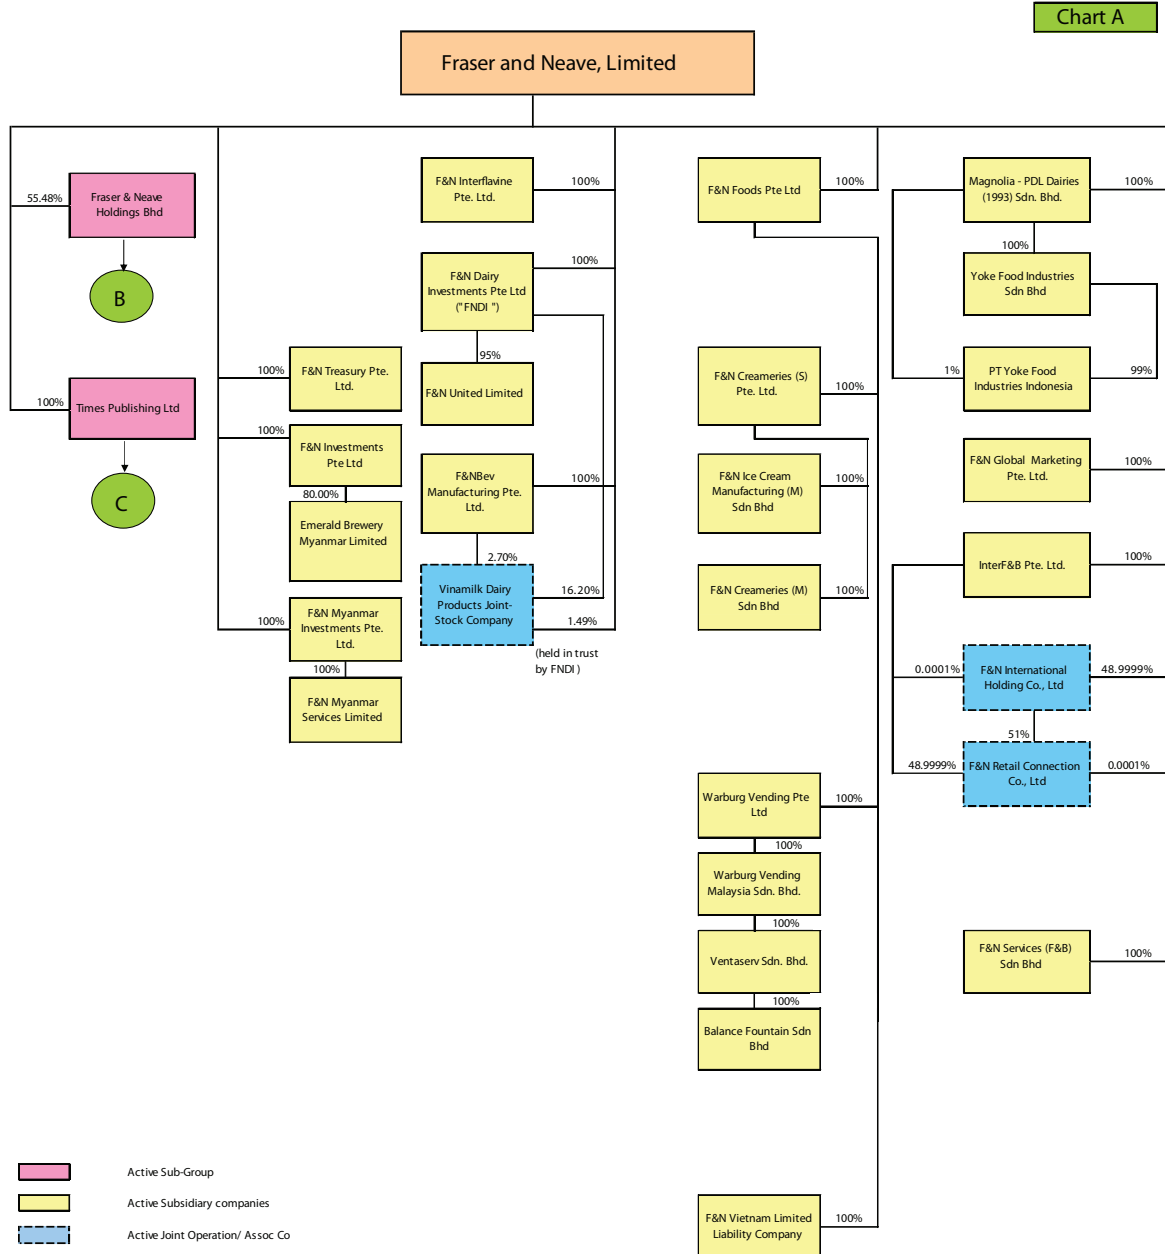 Chart A
Fraser and Neave, Limited
55.48%
Fraser & Neave
Holdings Bhd
B
100%
Times Publishing Ltd
C
100%
F&N Treasury Pte.
Ltd.
100%
F&N Investments
Pte Ltd
80.00%
Emerald Brewery
Myanmar Limited
100%
F&N Myanmar
Investments Pte.
Ltd.
100%
F&N Myanmar
Services Limited
F&N Interflavine
Pte. Ltd.
100%
F&N Dairy
Investments Pte Ltd
("FNDI ")
100%
95%
F&N United Limited
F&NBev
Manufacturing Pte.
Ltd.
100%
2.70%
Vinamilk Dairy
Products Joint-
Stock Company
16.20%
1.49%
(held in trust
by FNDI )
F&N Foods Pte Ltd
100%
F&N Creameries (S)
Pte. Ltd.
100%
F&N Ice Cream
Manufacturing (M)
Sdn Bhd
100%
F&N Creameries (M)
Sdn Bhd
100%
Warburg Vending Pte
Ltd
100%
100%
Warburg Vending
Malaysia Sdn. Bhd.
100%
Ventaserv Sdn. Bhd.
100%
Balance Fountain Sdn
Bhd
F&N Vietnam Limited
Liability Company
100%
Magnolia - PDL Dairies
(1993) Sdn. Bhd.
100%
100%
Yoke Food Industries
Sdn Bhd
1%
PT Yoke Food
Industries Indonesia
99%
F&N Global Marketing
Pte. Ltd.
100%
InterF&B Pte. Ltd.
100%
0.0001%
F&N International
Holding Co., Ltd
48.9999%
51%
48.9999%
F&N Retail Connection
Co., Ltd
0.0001%
F&N Services (F&B)
Sdn Bhd
100%
Active Sub-Group
Active Subsidiary companies
Active Joint Operation/ Assoc Co